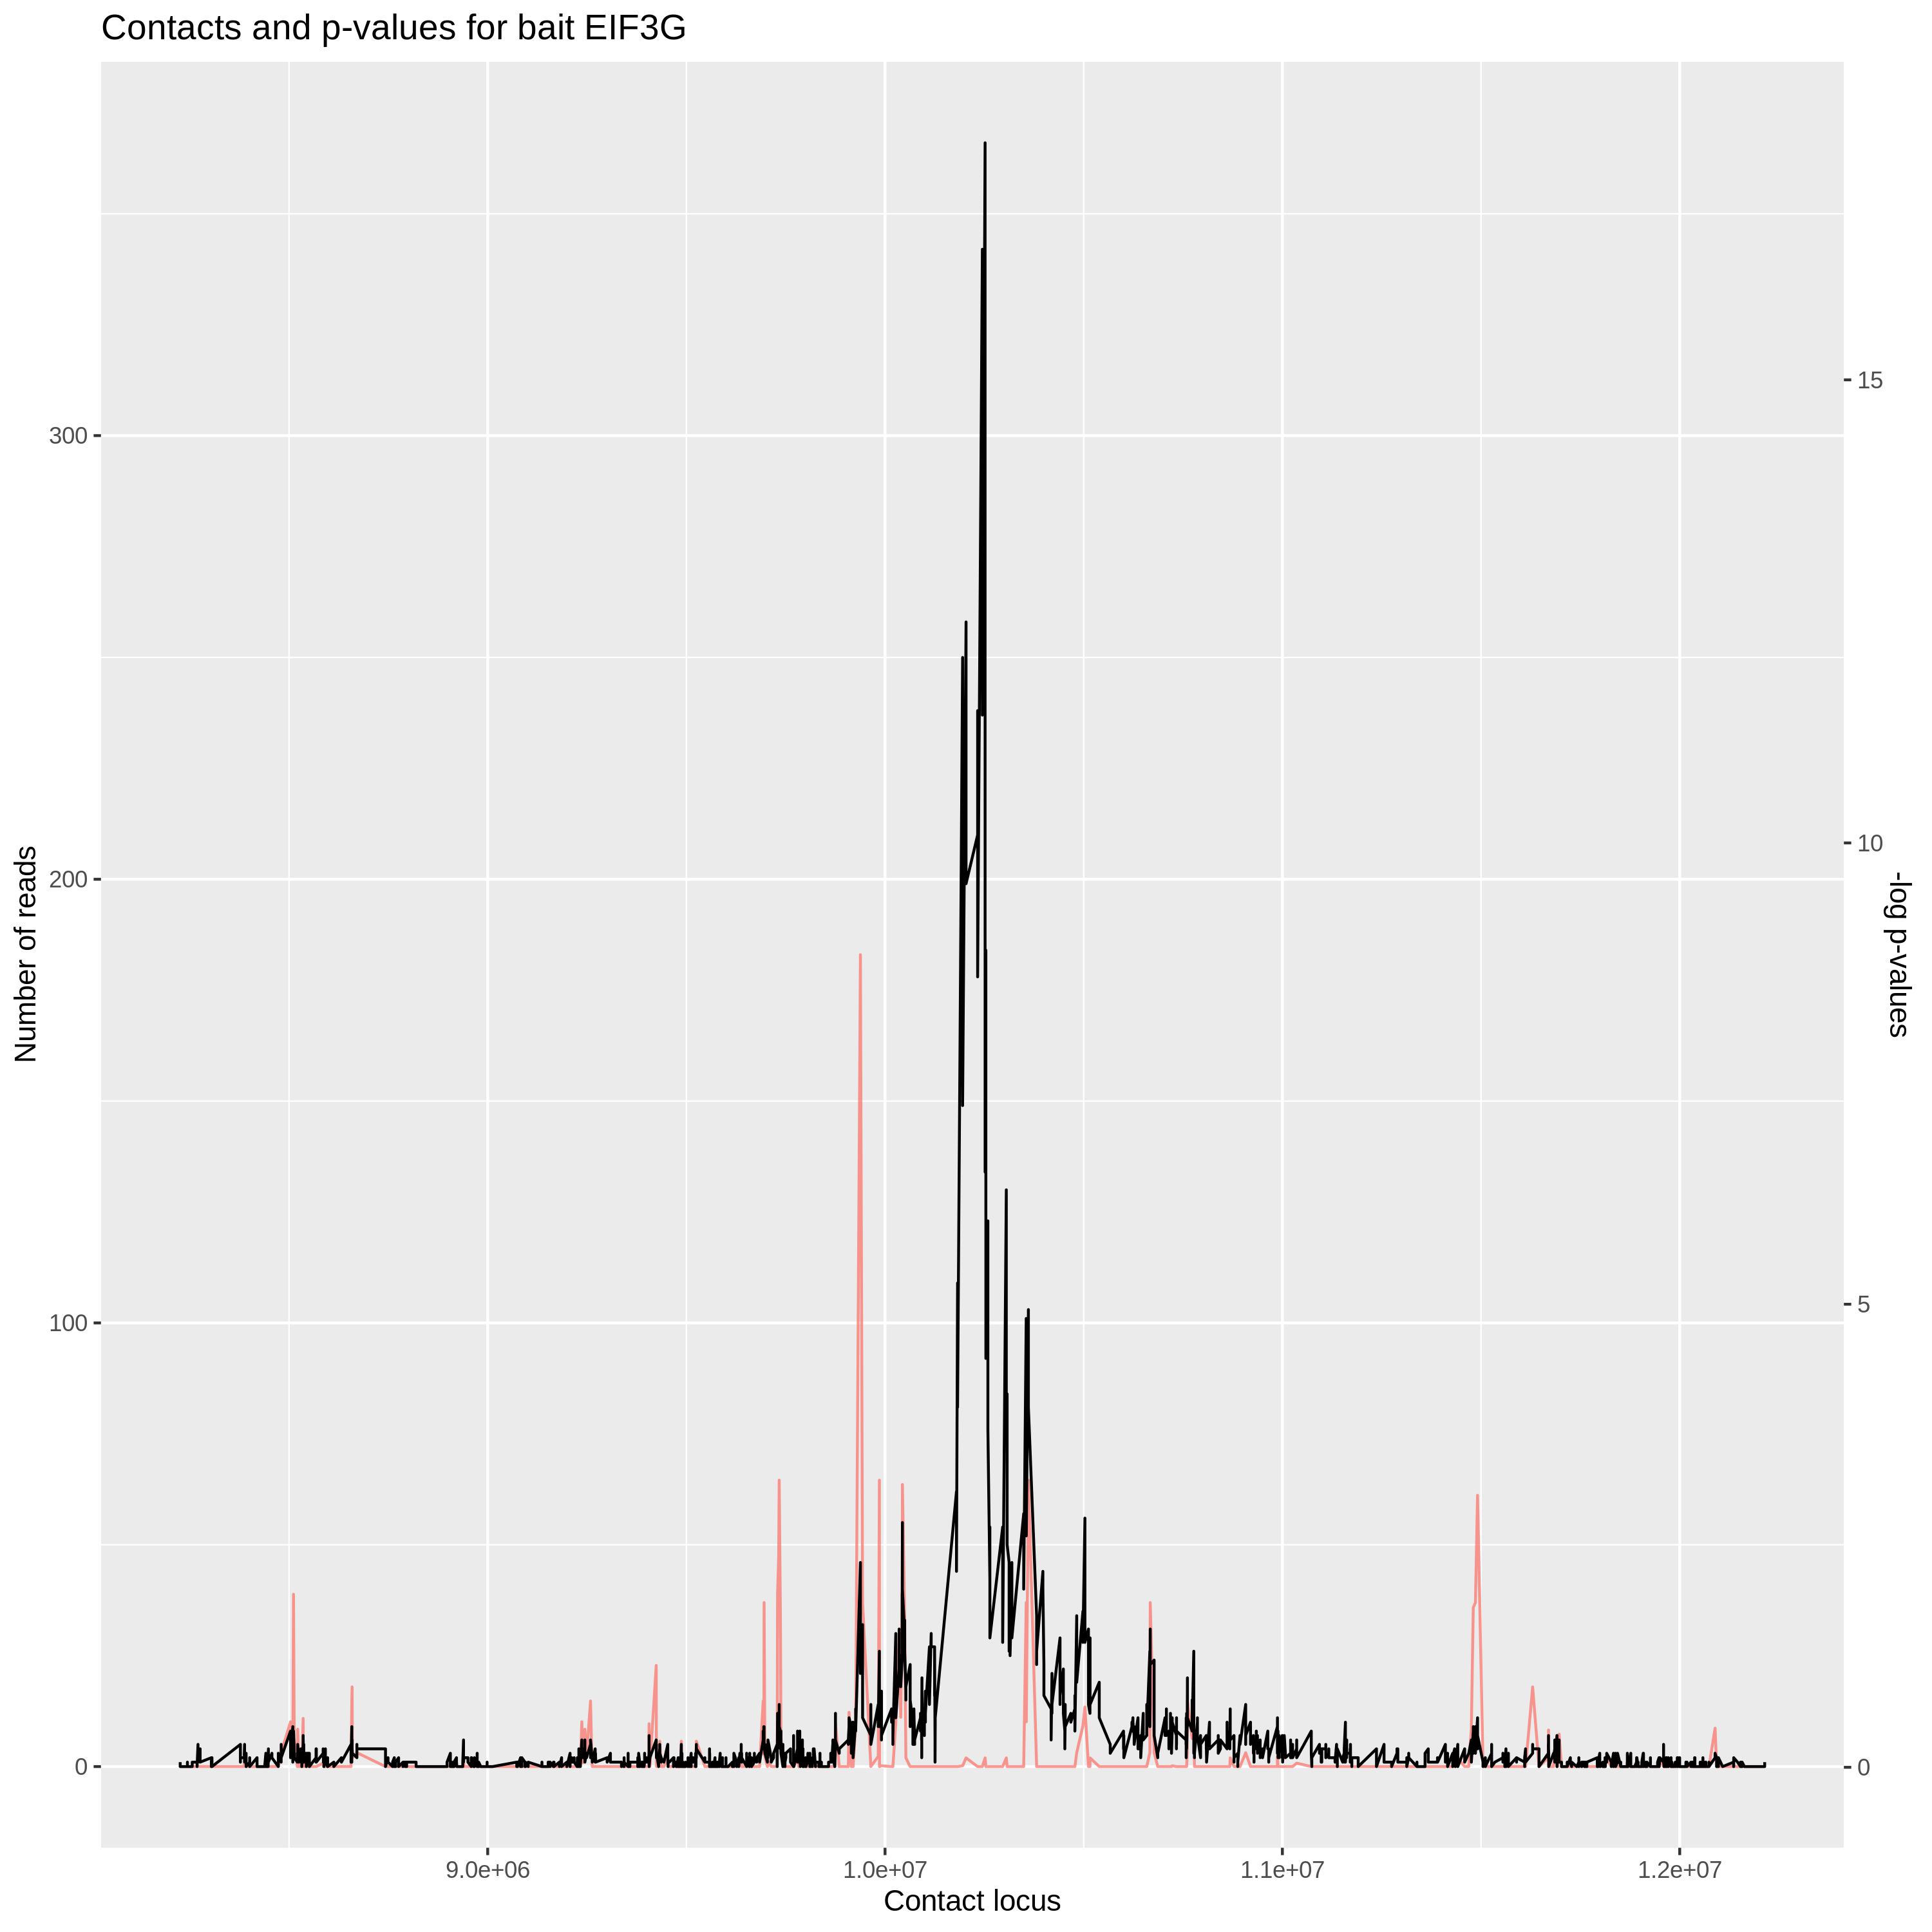 Contacts and p-values for bait EIF3G
Number of reads
300
200
100
0
15
10
5
0
-log p-values
9.0e+06
1.0e+07
1.1e+07
1.2e+07
Contact locus